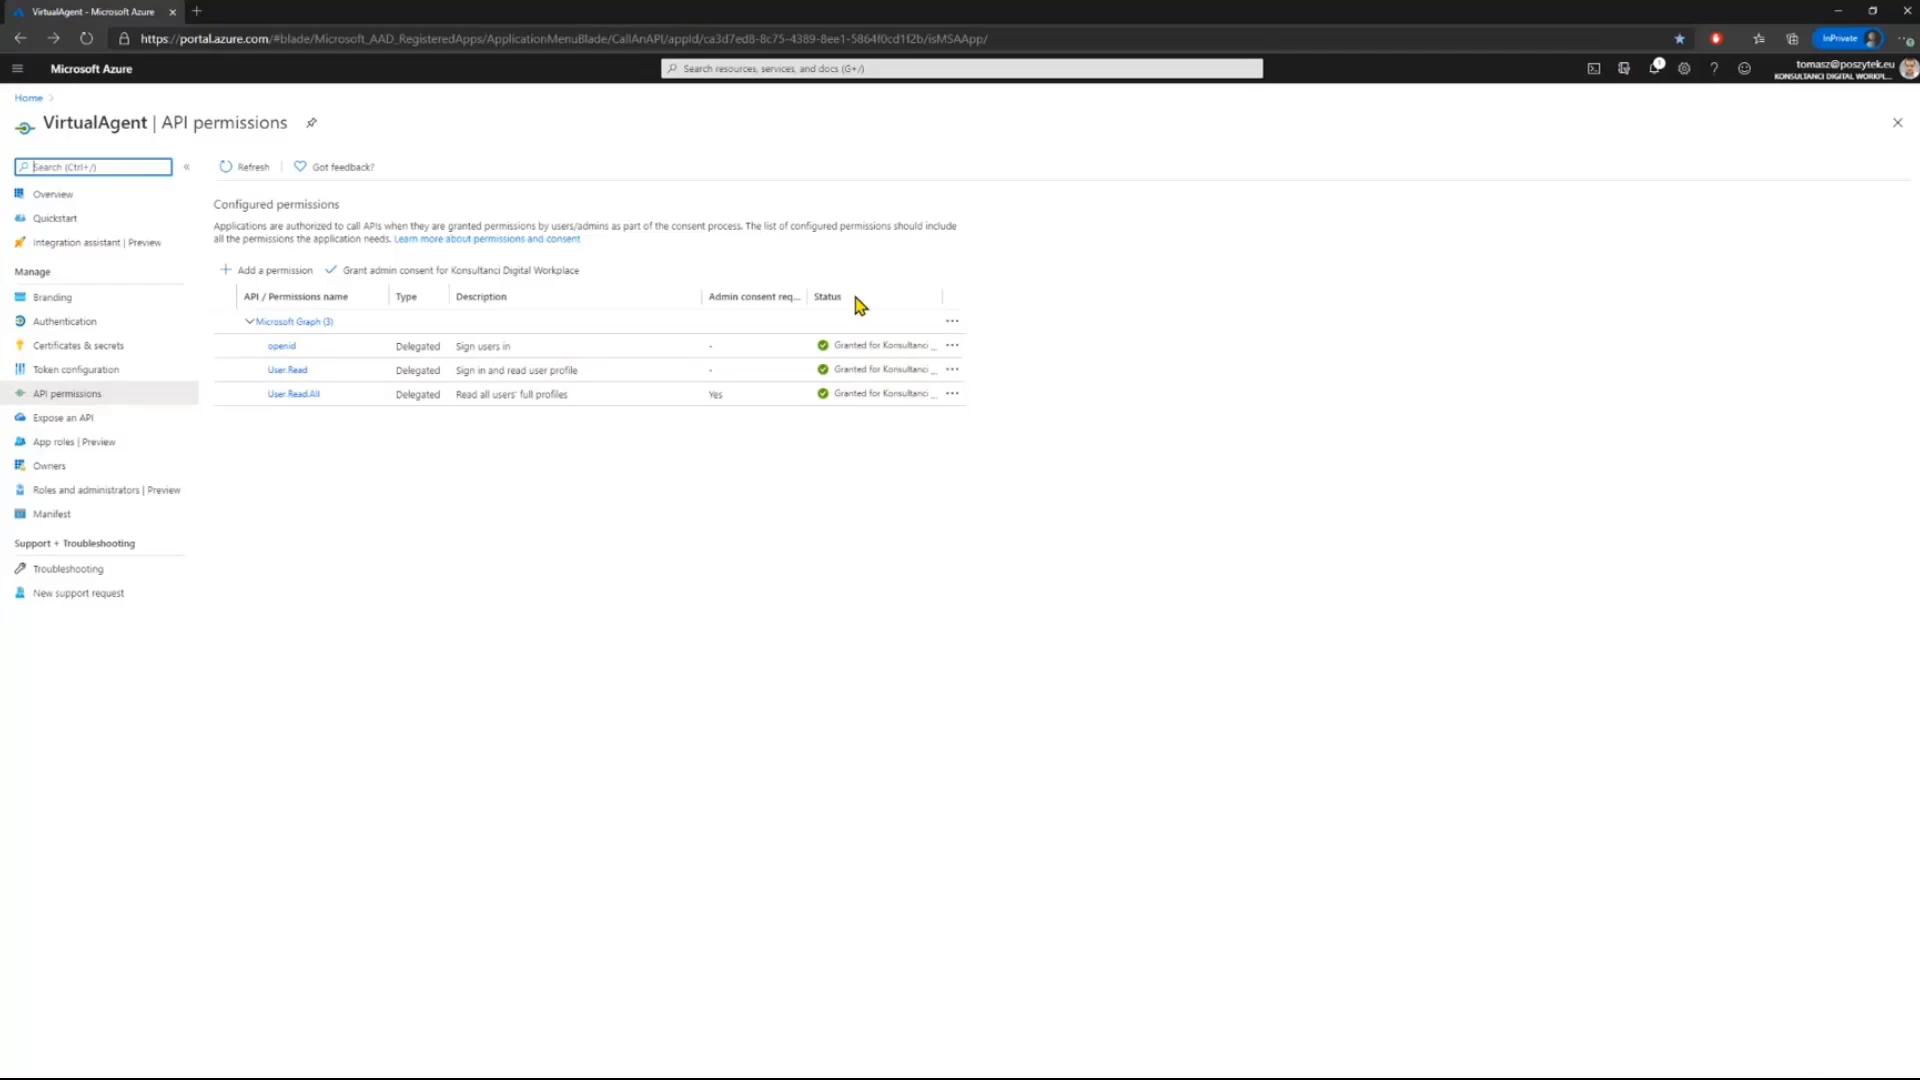 VirtualAgent - Microsoft Azure
https://portal.azure.com/#blade/Microsoft_AAD_RegisteredApps/ApplicationMenuBlade/CallAnAPI/appId/ca3d7ed8-8c75-4389-8ee1-5864f0cd1f2b/isMSAApp/
InPrivate
Microsoft Azure
Search resources, services, and docs (G+/)
1
tomasz@poszytek.eu
KONSULTANCI DIGITAL WORKPL...
Home
VirtualAgent | API permissions
Search (Ctrl+/)
Refresh
Got feedback?
Overview
Quickstart
Integration assistant | Preview
Manage
Branding
Authentication
Certificates & secrets
Token configuration
API permissions
Expose an API
App roles | Preview
Owners
Roles and administrators | Preview
Manifest
Support + Troubleshooting
Troubleshooting
New support request
Configured permissions
Applications are authorized to call APIs when they are granted permissions by users/admins as part of the consent process. The list of configured permissions should include
all the permissions the application needs. Learn more about permissions and consent
Add a permission Grant admin consent for Konsultanci Digital Workplace
API / Permissions name Type Description Admin consent req... Status
Microsoft Graph (3) ...
openid Delegated Sign users in - Granted for Konsultanci ... ...
User.Read Delegated Sign in and read user profile - Granted for Konsultanci ... ...
User.Read.All Delegated Read all users' full profiles Yes Granted for Konsultanci ... ...